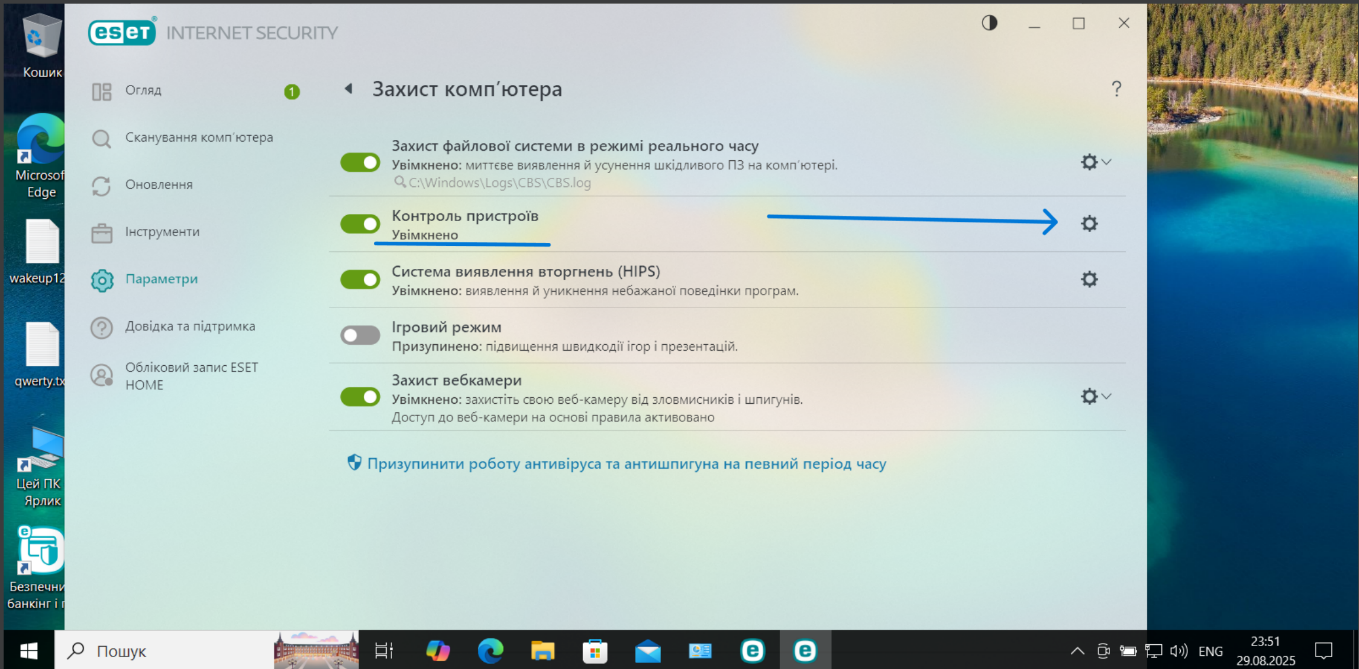 Кошик
Microsof
Edge
wakeup12
qwerty.tx
Цей ПК
Ярлик
Безпечни
банкінг і г
eset INTERNET SECURITY
Огляд
1
Сканування комп'ютера
Оновлення
Інструменти
Параметри
Довідка та підтримка
Обліковий запис ESET
HOME
Захист комп'ютера
?
Захист файлової системи в режимі реального часу
Увімкнено: миттєве виявлення й усунення шкідливого ПЗ на комп'ютері.
C:\Windows\Logs\CBS\CBS.log
Контроль пристроїв
Увімкнено
Система виявлення вторгнень (HIPS)
Увімкнено: виявлення й уникнення небажаної поведінки програм.
Ігровий режим
Призупинено: підвищення швидкодії ігор і презентацій.
Захист вебкамери
Увімкнено: захистіть свою веб-камеру від зловмисників і шпигунів.
Доступ до веб-камери на основі правила активовано
Призупинити роботу антивіруса та антишпигуна на певний період часу
Пошук
ENG
23:51
29.08.2025